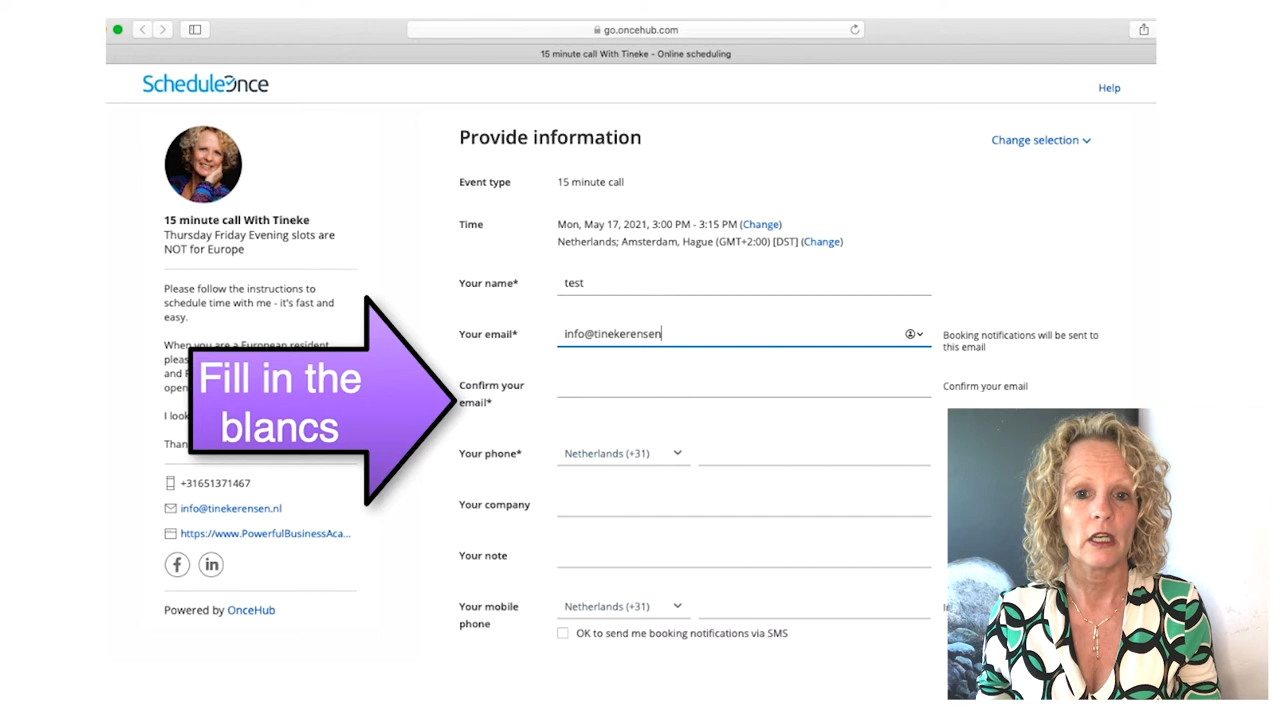 go.oncehub.com
15 minute call With Tineke - Online scheduling
ScheduleOnce
Help
15 minute call With Tineke
Thursday Friday Evening slots are
NOT for Europe
Please follow the instructions to
schedule time with me - it's fast and
easy.
When you are a European resident
I look
+31651371467
info@tinekerensen.nl
https://www.PowerfulBusinessAca...
Powered by OnceHub
Fill in the
blancs
Provide information
Change selection
Event type 15 minute call
Time Mon, May 17, 2021, 3:00 PM - 3:15 PM (Change)
Netherlands; Amsterdam, Hague (GMT+2:00) [DST] (Change)
Your name* test
Your email* info@tinekerensen
Booking notifications will be sent to
this email
Confirm your
email*
Confirm your email
Your phone* Netherlands (+31)
Your company
Your note
Your mobile
phone
Netherlands (+31)
OK to send me booking notifications via SMS